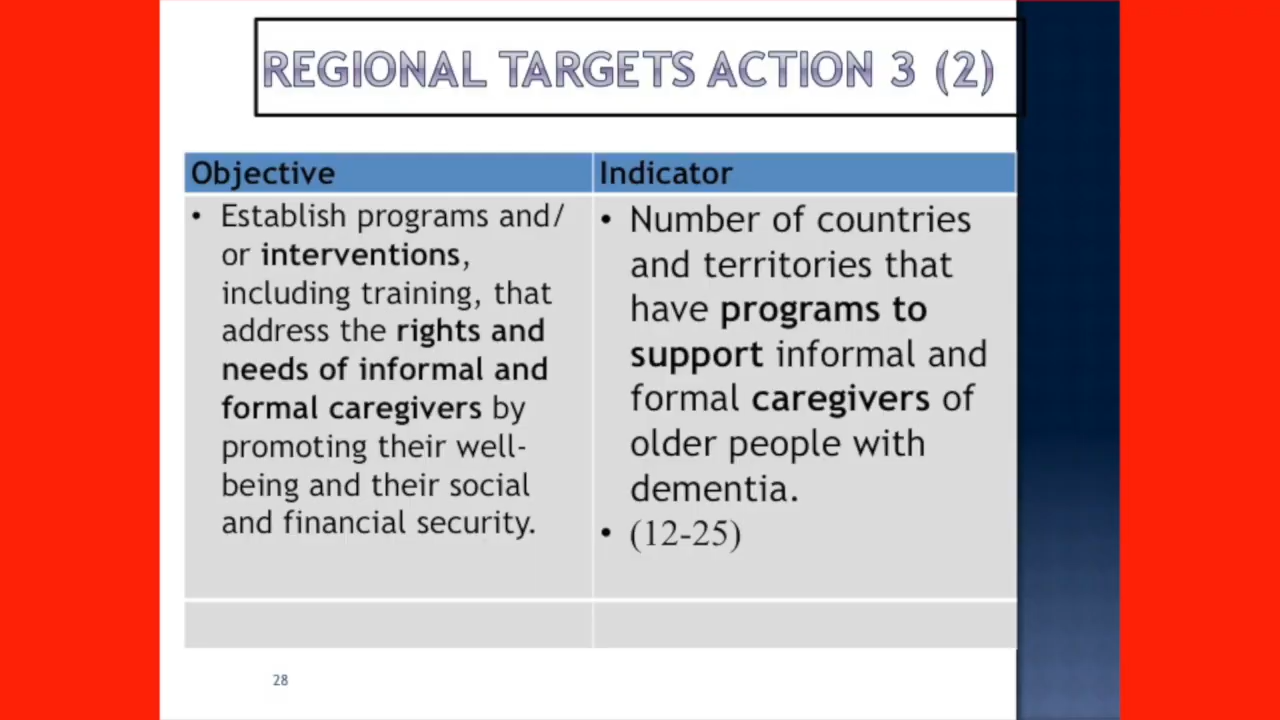 REGIONAL TARGETS ACTION 3 (2)
Objective
• Establish programs and/
or interventions,
including training, that
address the rights and
needs of informal and
formal caregivers by
promoting their well-
being and their social
and financial security.
Indicator
• Number of countries
and territories that
have programs to
support informal and
formal caregivers of
older people with
dementia.
• (12-25)
28